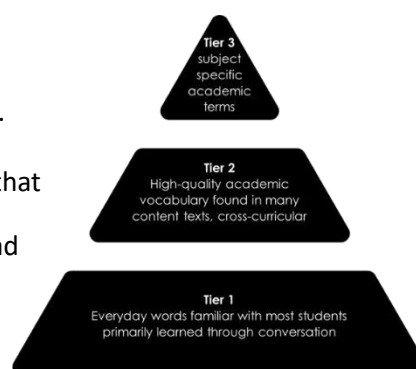 Tier 3
subject
specific
academic
terms
.
that
Tier 2
High-quality academic
vocabulary found in many
content texts, cross-curricular
Tier 1
Everyday words familiar with most students
primarily learned through conversation